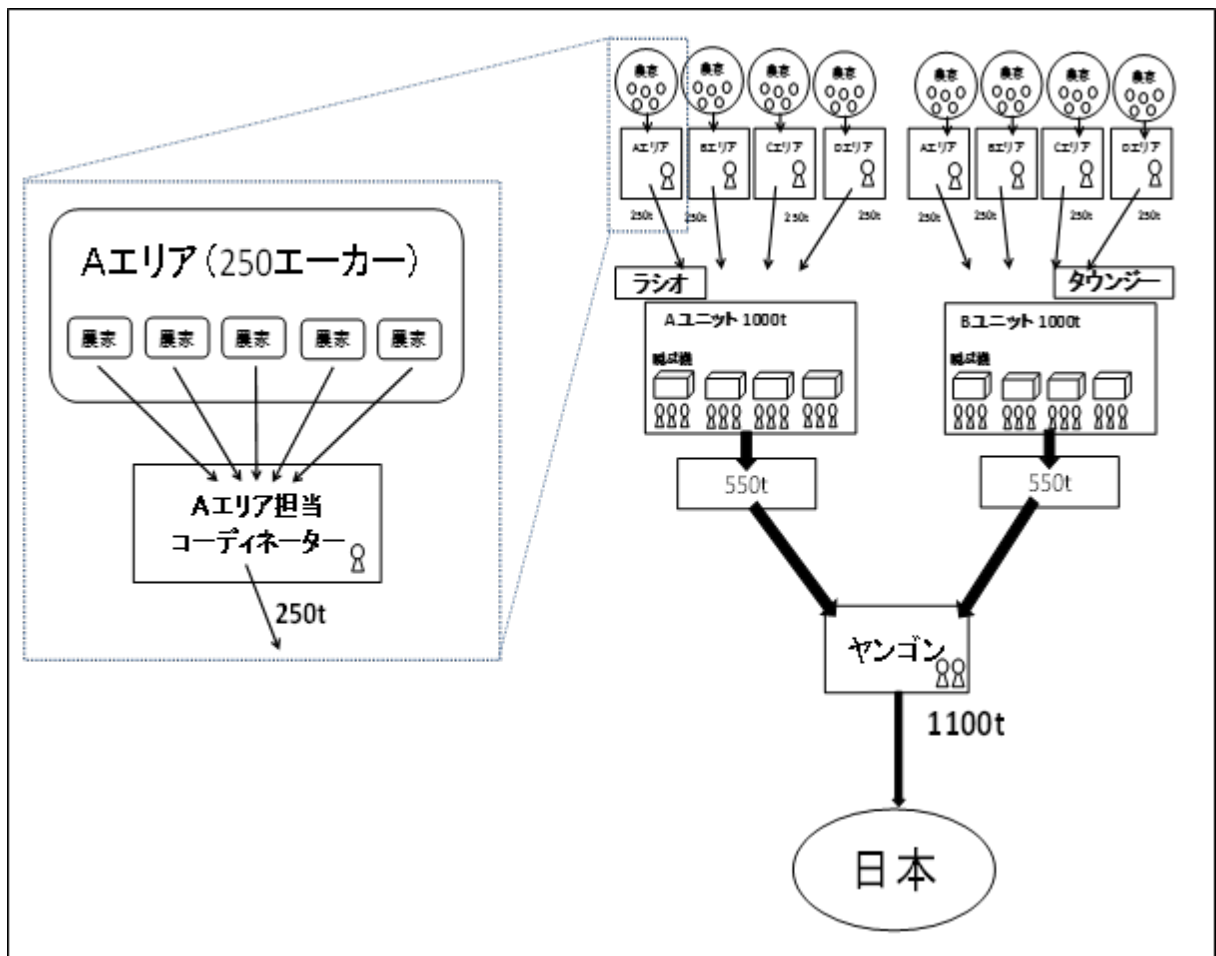 Aエリア（250エーカー）
農家 農家 農家 農家 農家
Aエリア担当
コーディネーター
250t
農家 農家 農家 農家 農家 農家 農家 農家
Aエリア Bエリア Cエリア Dエリア Aエリア Bエリア Cエリア Dエリア
250t 250t 250t 250t 250t 250t 250t 250t
ラシオ タウンジー
Aユニット 1000t Bユニット 1000t
550t 550t
ヤンゴン
1100t
日本